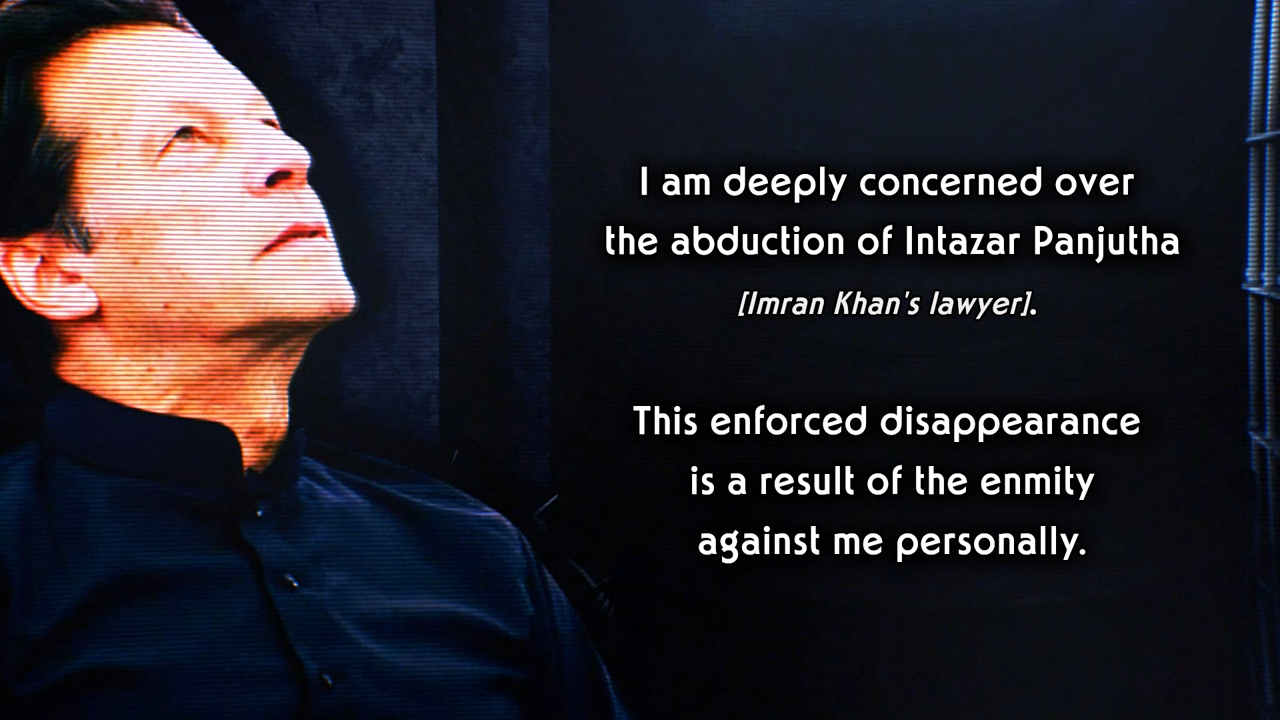 I am deeply concerned over
the abduction of Intazar Panjutha
[Imran Khan's lawyer].
This enforced disappearance
is a result of the enmity
against me personally.